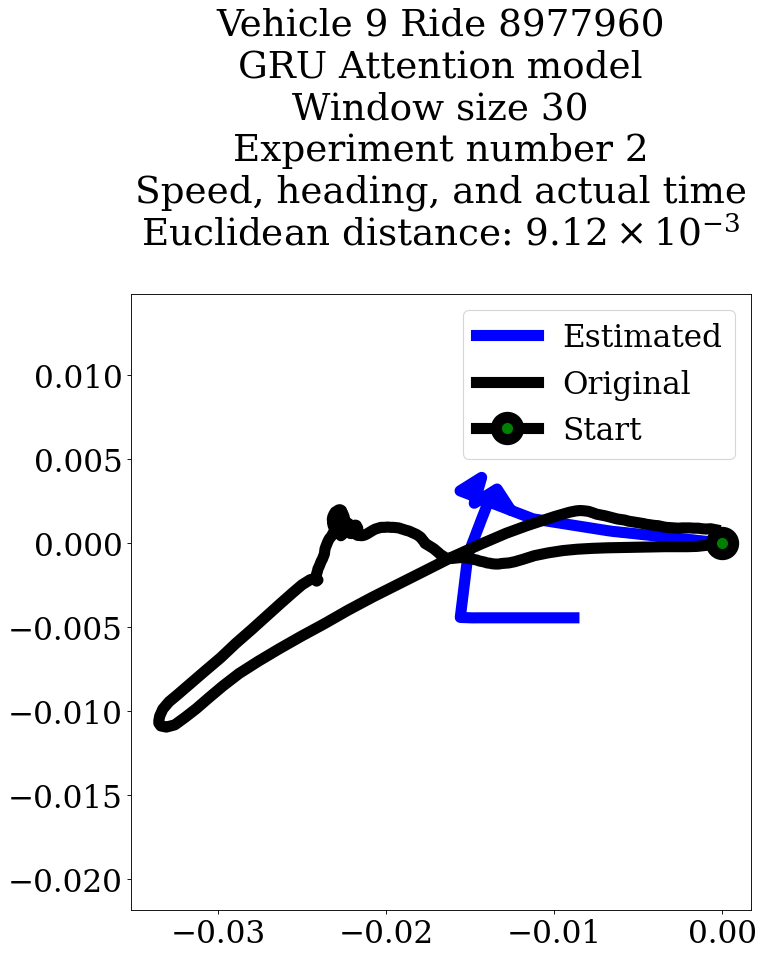 Vehicle 9 Ride 8977960
GRU Attention model
Window size 30
Experiment number 2
Speed, heading, and actual time
Euclidean distance: 9.12 × 10⁻³
Estimated
Original
Start
0.010
0.005
0.000
−0.005
−0.010
−0.015
−0.020
−0.03
−0.02
−0.01
0.00